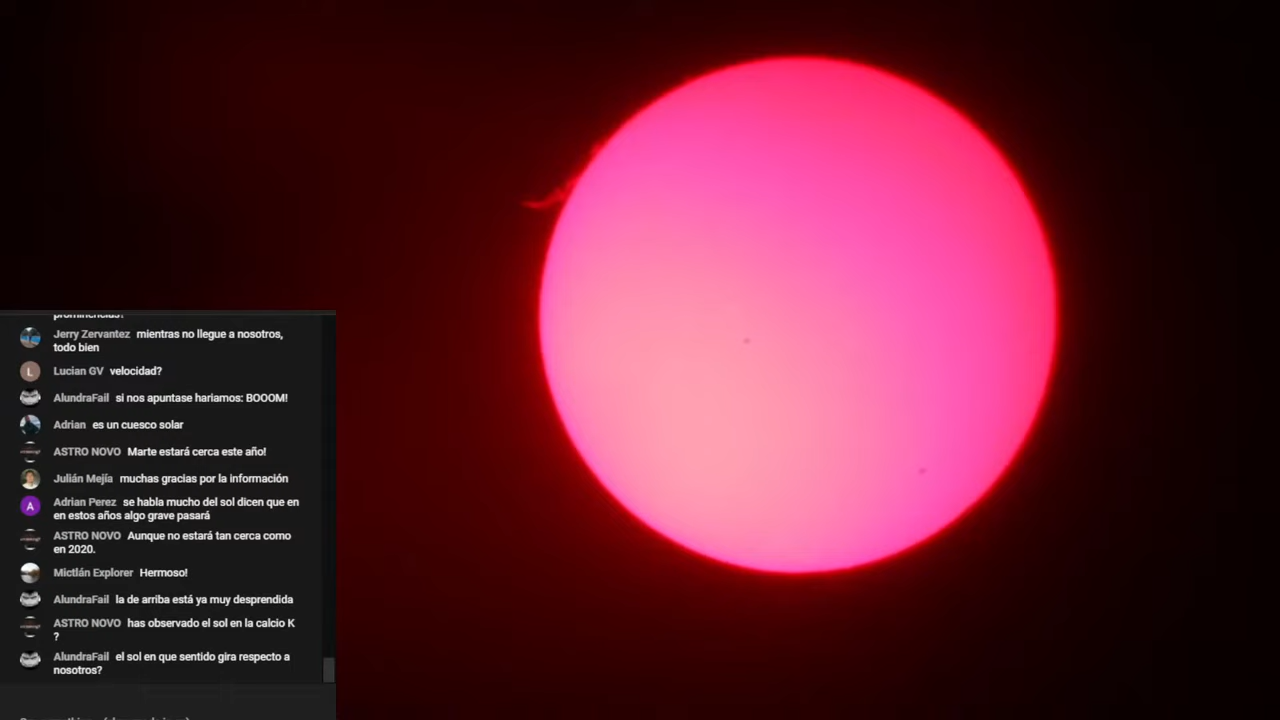 prominencias?
Jerry Zervantez mientras no llegue a nosotros,
todo bien
Lucian GV velocidad?
AlundraFail si nos apuntase hariamos: BOOOM!
Adrian es un cuesco solar
ASTRO NOVO Marte estará cerca este año!
Julián Mejía muchas gracias por la información
A
Adrian Perez se habla mucho del sol dicen que en
en estos años algo grave pasará
ASTRO NOVO Aunque no estará tan cerca como
en 2020.
Mictlán Explorer Hermoso!
AlundraFail la de arriba está ya muy desprendida
ASTRO NOVO has observado el sol en la calcio K
?
AlundraFail el sol en que sentido gira respecto a
nosotros?